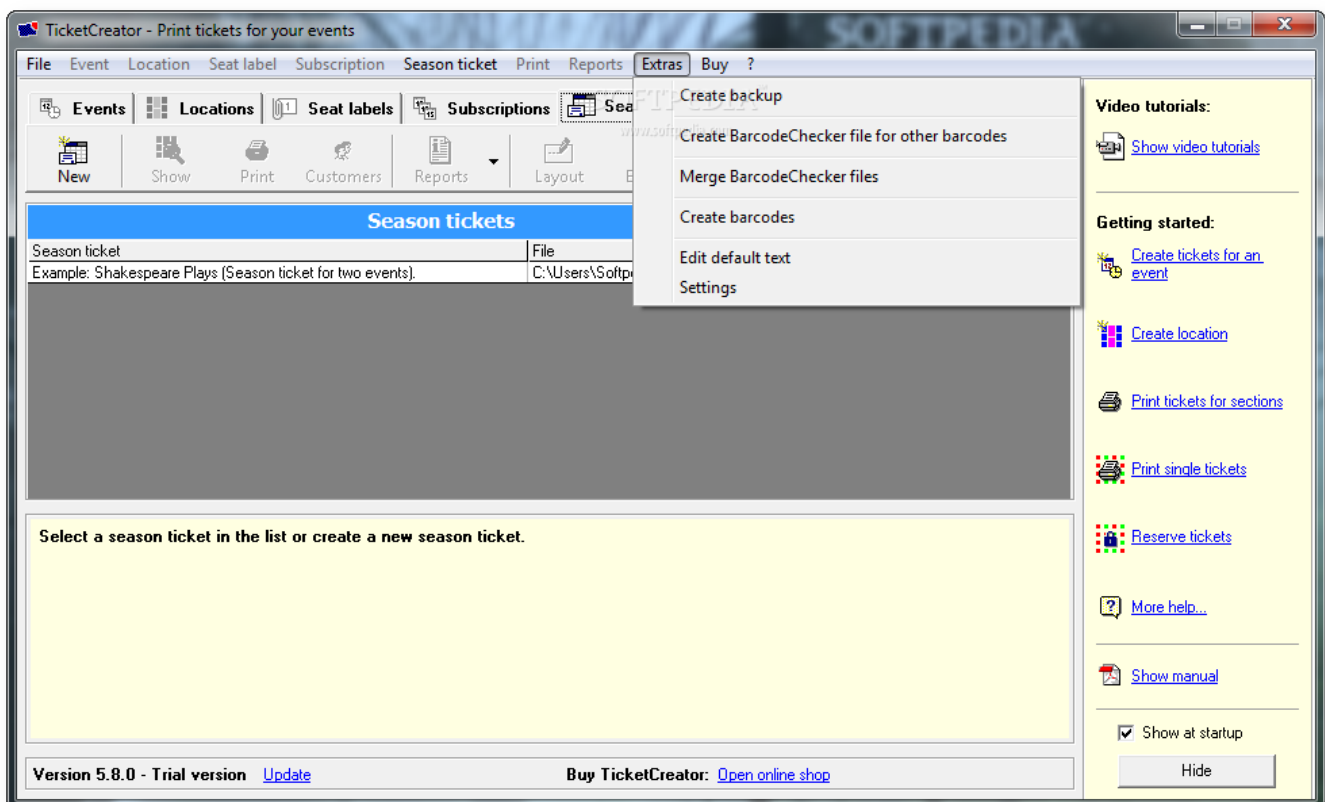 TicketCreator - Print tickets for your events
SOFTPEDIA
File Event Location Seat label Subscription Season ticket Print Reports Extras Buy ?
Events Locations Seat labels Subscriptions Sea
New Show Print Customers Reports Layout E
Create backup
Create BarcodeChecker file for other barcodes
Merge BarcodeChecker files
Create barcodes
Edit default text
Settings
Season tickets
Season ticket File
Example: Shakespeare Plays (Season ticket for two events). C:\Users\Softp
Select a season ticket in the list or create a new season ticket.
Version 5.8.0 - Trial version Update Buy TicketCreator: Open online shop
Video tutorials:
Show video tutorials
Getting started:
Create tickets for an
event
Create location
Print tickets for sections
Print single tickets
Reserve tickets
More help...
Show manual
Show at startup
Hide